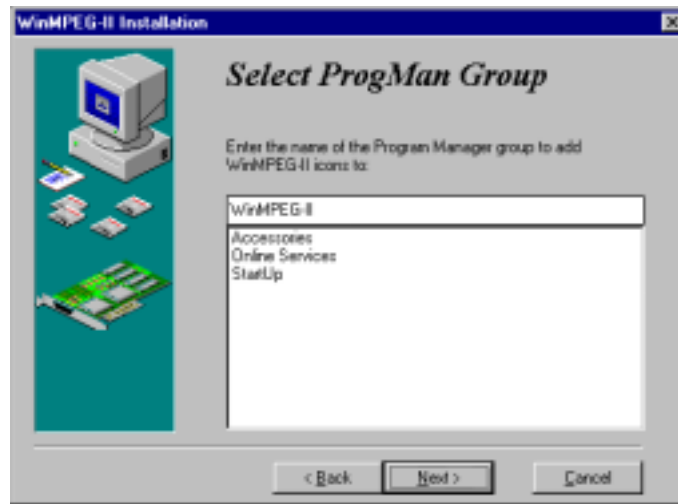 WinMPEG-II Installation
Select ProgMan Group
Enter the name of the Program Manager group to add
WinMPEG-II icons to:
WinMPEG-II
Accessories
Online Services
StartUp
< Back
Next >
Cancel